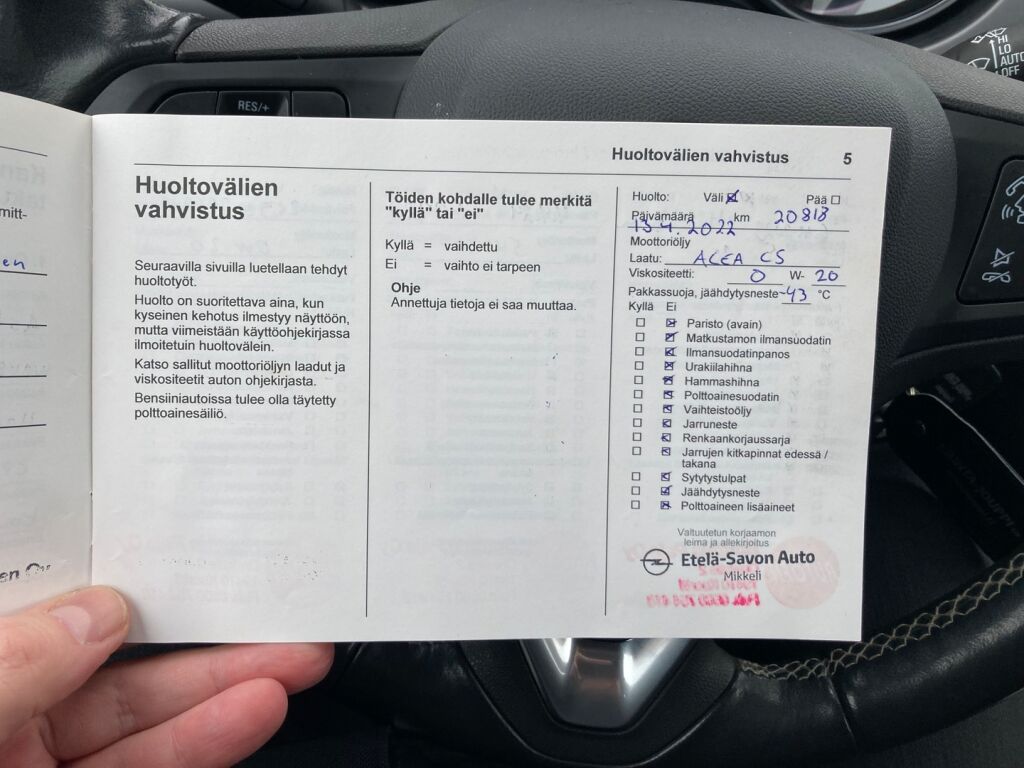 RES/+
HI
LO
AUTO
OFF
Huoltovälien vahvistus 5
Huoltovälien
vahvistus
Seuraavilla sivuilla luetellaan tehdyt
huoltotyöt.
Huolto on suoritettava aina, kun
kyseinen kehotus ilmestyy näyttöön,
mutta viimeistään käyttöohjekirjassa
ilmoitetuin huoltovälein.
Katso sallitut moottoriöljyn laadut ja
viskositeetit auton ohjekirjasta.
Bensiiniautoissa tulee olla täytetty
polttoainesäiliö.
Töiden kohdalle tulee merkitä
"kyllä" tai "ei"
Kyllä = vaihdettu
Ei = vaihto ei tarpeen
Ohje
Annettuja tietoja ei saa muuttaa.
Huolto: Väli ☒ Pää ☐
Päivämäärä 13.4.2022 km 20818
Moottoriöljy
Laatu: ACEA C5
Viskositeetti: 0 W- 20
Pakkassuoja, jäähdytysneste -43 °C
Kyllä Ei
☐ ☒ Paristo (avain)
☐ ☒ Matkustamon ilmansuodatin
☐ ☒ Ilmansuodatinpanos
☐ ☒ Urakiilahihna
☐ ☒ Hammashihna
☐ ☒ Polttoainesuodatin
☐ ☒ Vaihteistoöljy
☐ ☒ Jarruneste
☐ ☒ Renkaankorjaussarja
☐ ☒ Jarrujen kitkapinnat edessä /
takana
☐ ☒ Sytytystulpat
☐ ☒ Jäähdytysneste
☐ ☒ Polttoaineen lisäaineet
Valtuutetun korjaamon
leima ja allekirjoitus
Etelä-Savon Auto
Mikkeli